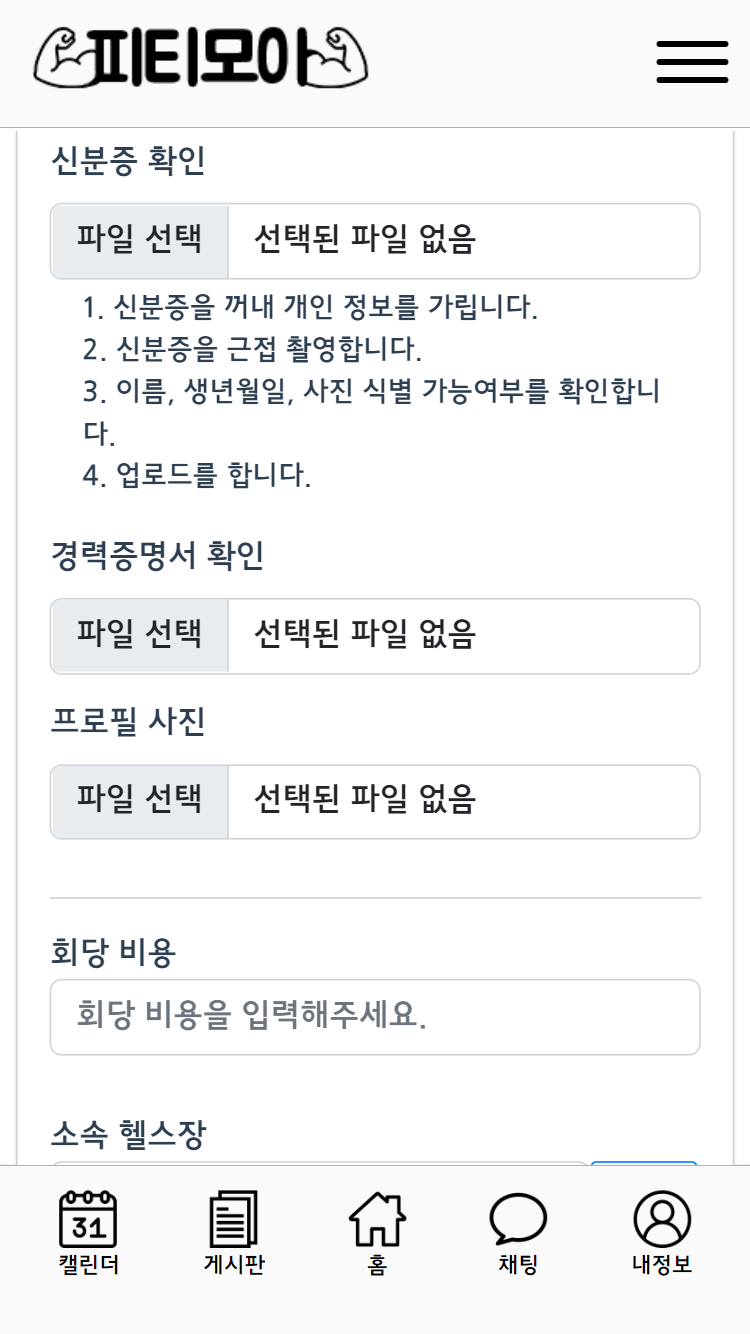 피티모아
신분증 확인
파일 선택 선택된 파일 없음
1. 신분증을 꺼내 개인 정보를 가립니다.
2. 신분증을 근접 촬영합니다.
3. 이름, 생년월일, 사진 식별 가능여부를 확인합니
다.
4. 업로드를 합니다.
경력증명서 확인
파일 선택 선택된 파일 없음
프로필 사진
파일 선택 선택된 파일 없음
회당 비용
회당 비용을 입력해주세요.
소속 헬스장
31
캘린더 게시판 홈 채팅 내정보